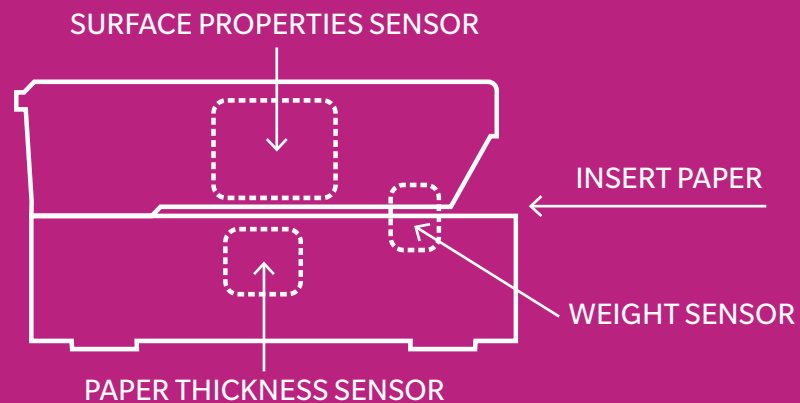 SURFACE PROPERTIES SENSOR
INSERT PAPER
WEIGHT SENSOR
PAPER THICKNESS SENSOR